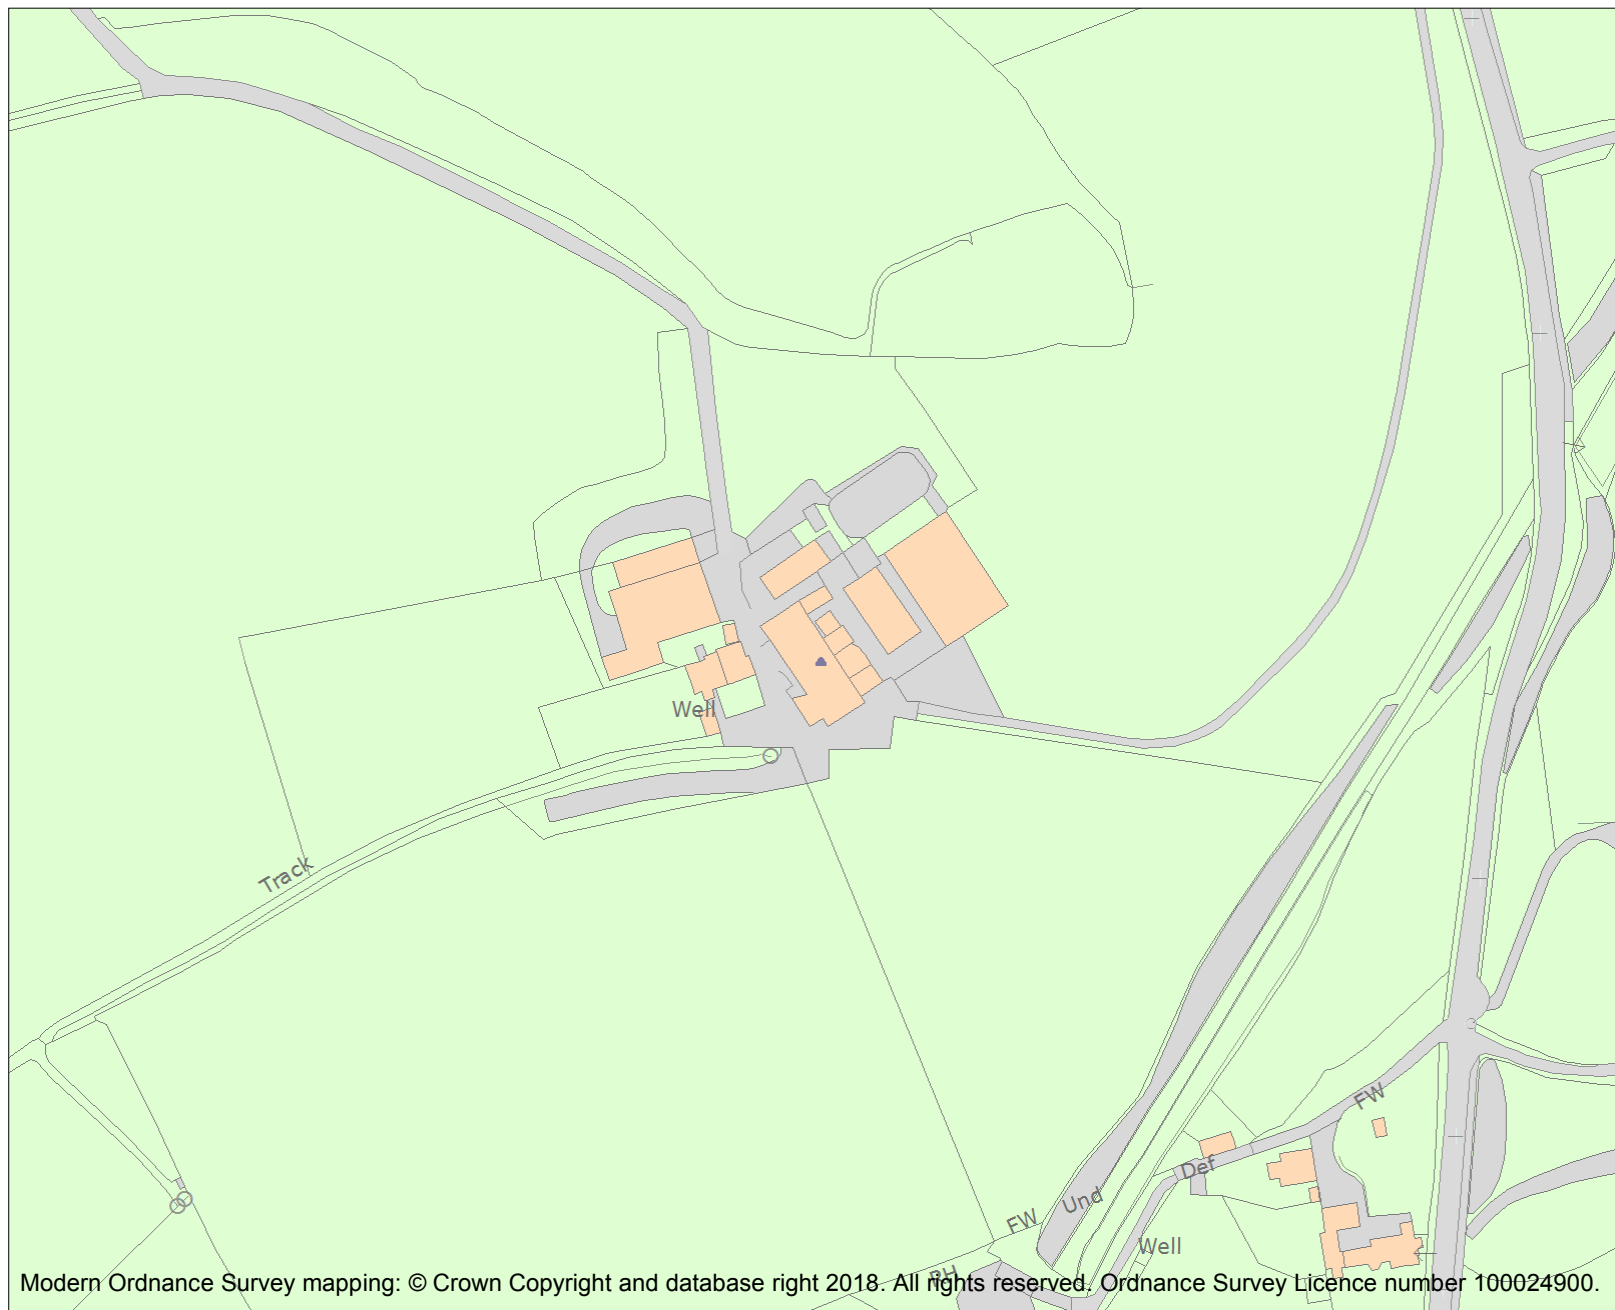 Well
Track
FW
Def
Und
FW
Well
RH
Modern Ordnance Survey mapping: © Crown Copyright and database right 2018. All rights reserved. Ordnance Survey Licence number 100024900.